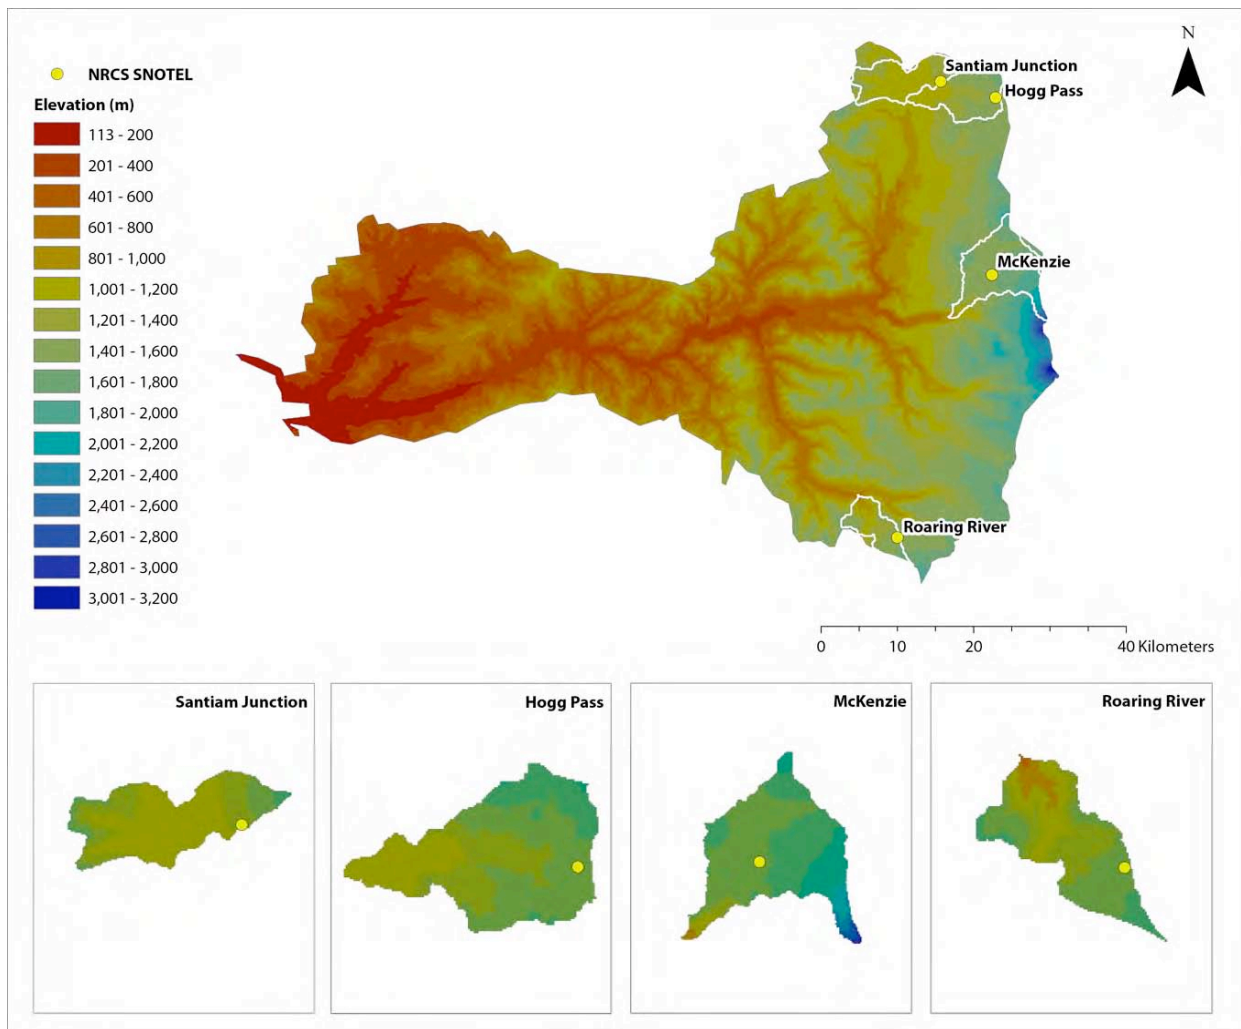 N
Santiam Junction
Hogg Pass
NRCS SNOTEL
Elevation (m)
113 - 200
201 - 400
401 - 600
601 - 800
801 - 1,000
1,001 - 1,200
1,201 - 1,400
1,401 - 1,600
1,601 - 1,800
1,801 - 2,000
2,001 - 2,200
2,201 - 2,400
2,401 - 2,600
2,601 - 2,800
2,801 - 3,000
3,001 - 3,200
McKenzie
Roaring River
0 10 20 40 Kilometers
Santiam Junction
Hogg Pass
McKenzie
Roaring River